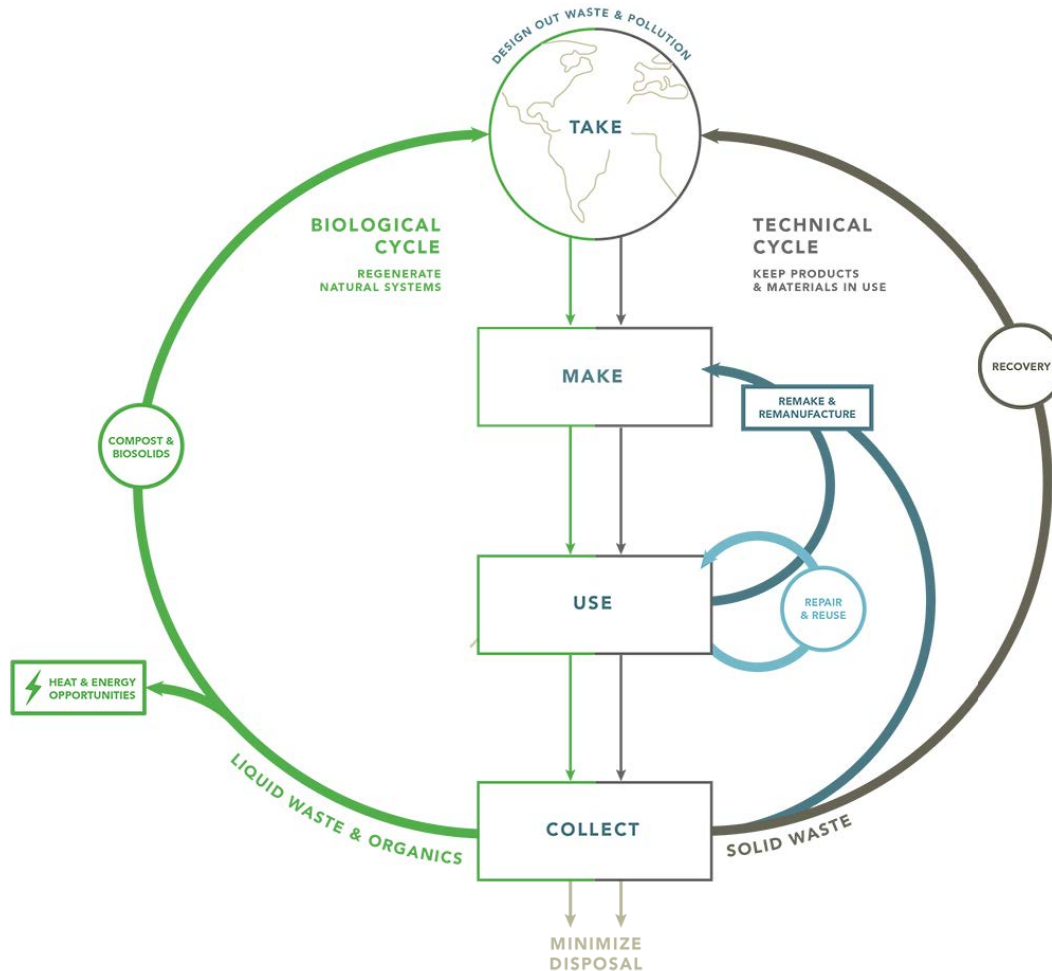 DESIGN OUT WASTE & POLLUTION
TAKE
BIOLOGICAL
CYCLE
REGENERATE
NATURAL SYSTEMS
TECHNICAL
CYCLE
KEEP PRODUCTS
& MATERIALS IN USE
MAKE
RECOVERY
REMAKE &
REMANUFACTURE
COMPOST &
BIOSOLIDS
USE
REPAIR
& REUSE
HEAT & ENERGY
OPPORTUNITIES
LIQUID WASTE & ORGANICS
COLLECT
SOLID WASTE
MINIMIZE
DISPOSAL